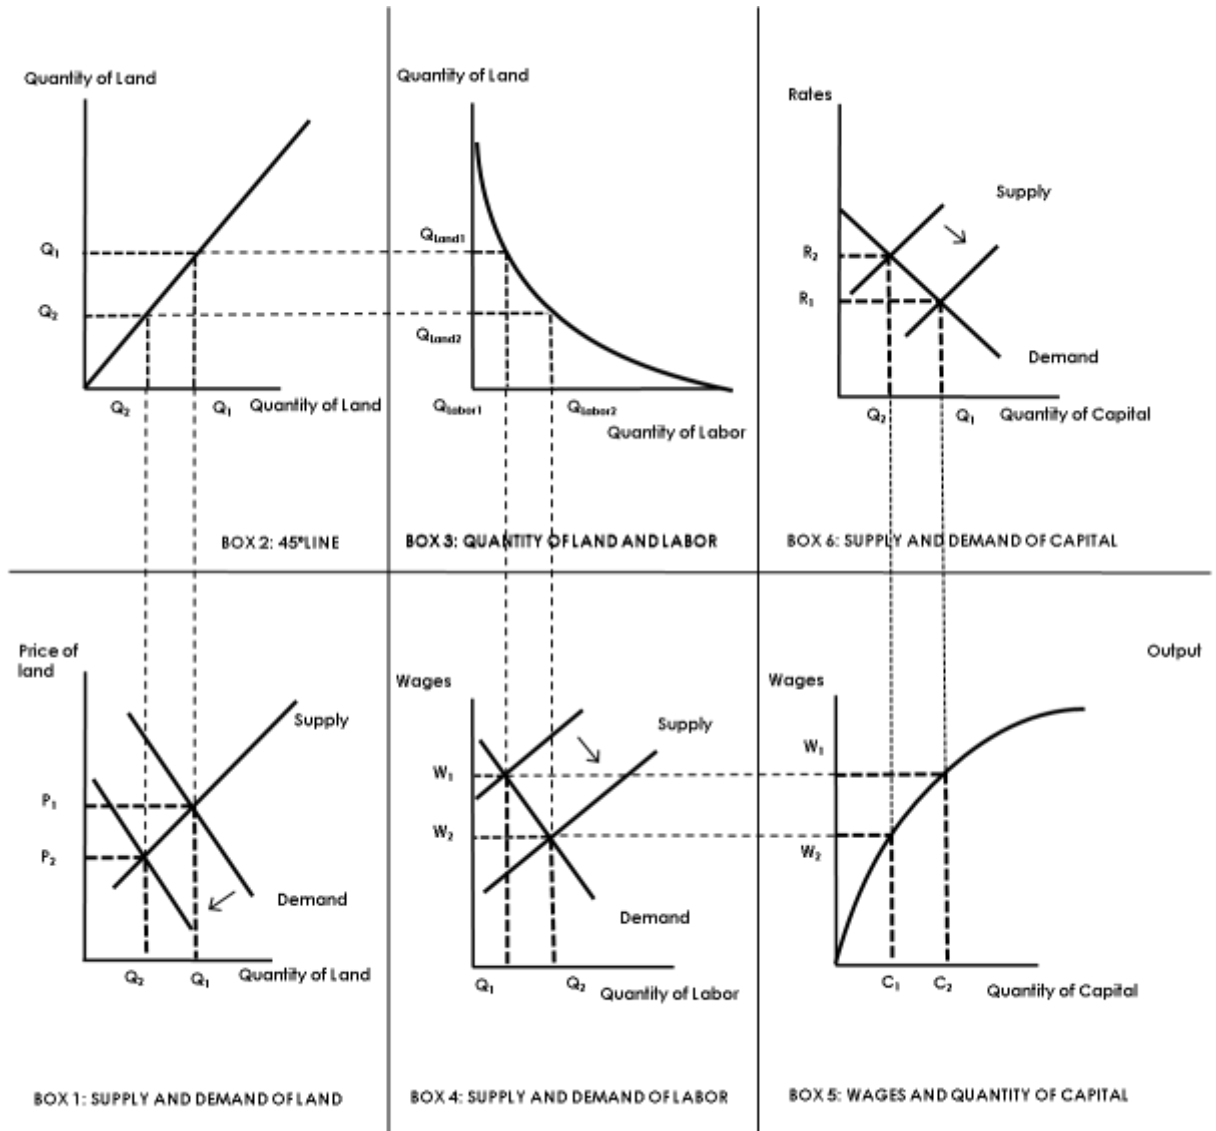 Quantity of Land
Q₁
Q₂
Q₂
Q₁
Quantity of Land
BOX 2: 45°LINE
Quantity of Land
Q_Land1
Q_Land2
Q_Labor1
Q_Labor2
Quantity of Labor
BOX 3: QUANTITY OF LAND AND LABOR
Rates
Supply
R₂
R₁
Demand
Q₂
Q₁
Quantity of Capital
BOX 6: SUPPLY AND DEMAND OF CAPITAL
Price of
land
Supply
P₁
P₂
Demand
Q₂
Q₁
Quantity of Land
BOX 1: SUPPLY AND DEMAND OF LAND
Wages
Supply
W₁
W₂
Demand
Q₁
Q₂
Quantity of Labor
BOX 4: SUPPLY AND DEMAND OF LABOR
Output
Wages
W₁
W₂
C₁
C₂
Quantity of Capital
BOX 5: WAGES AND QUANTITY OF CAPITAL